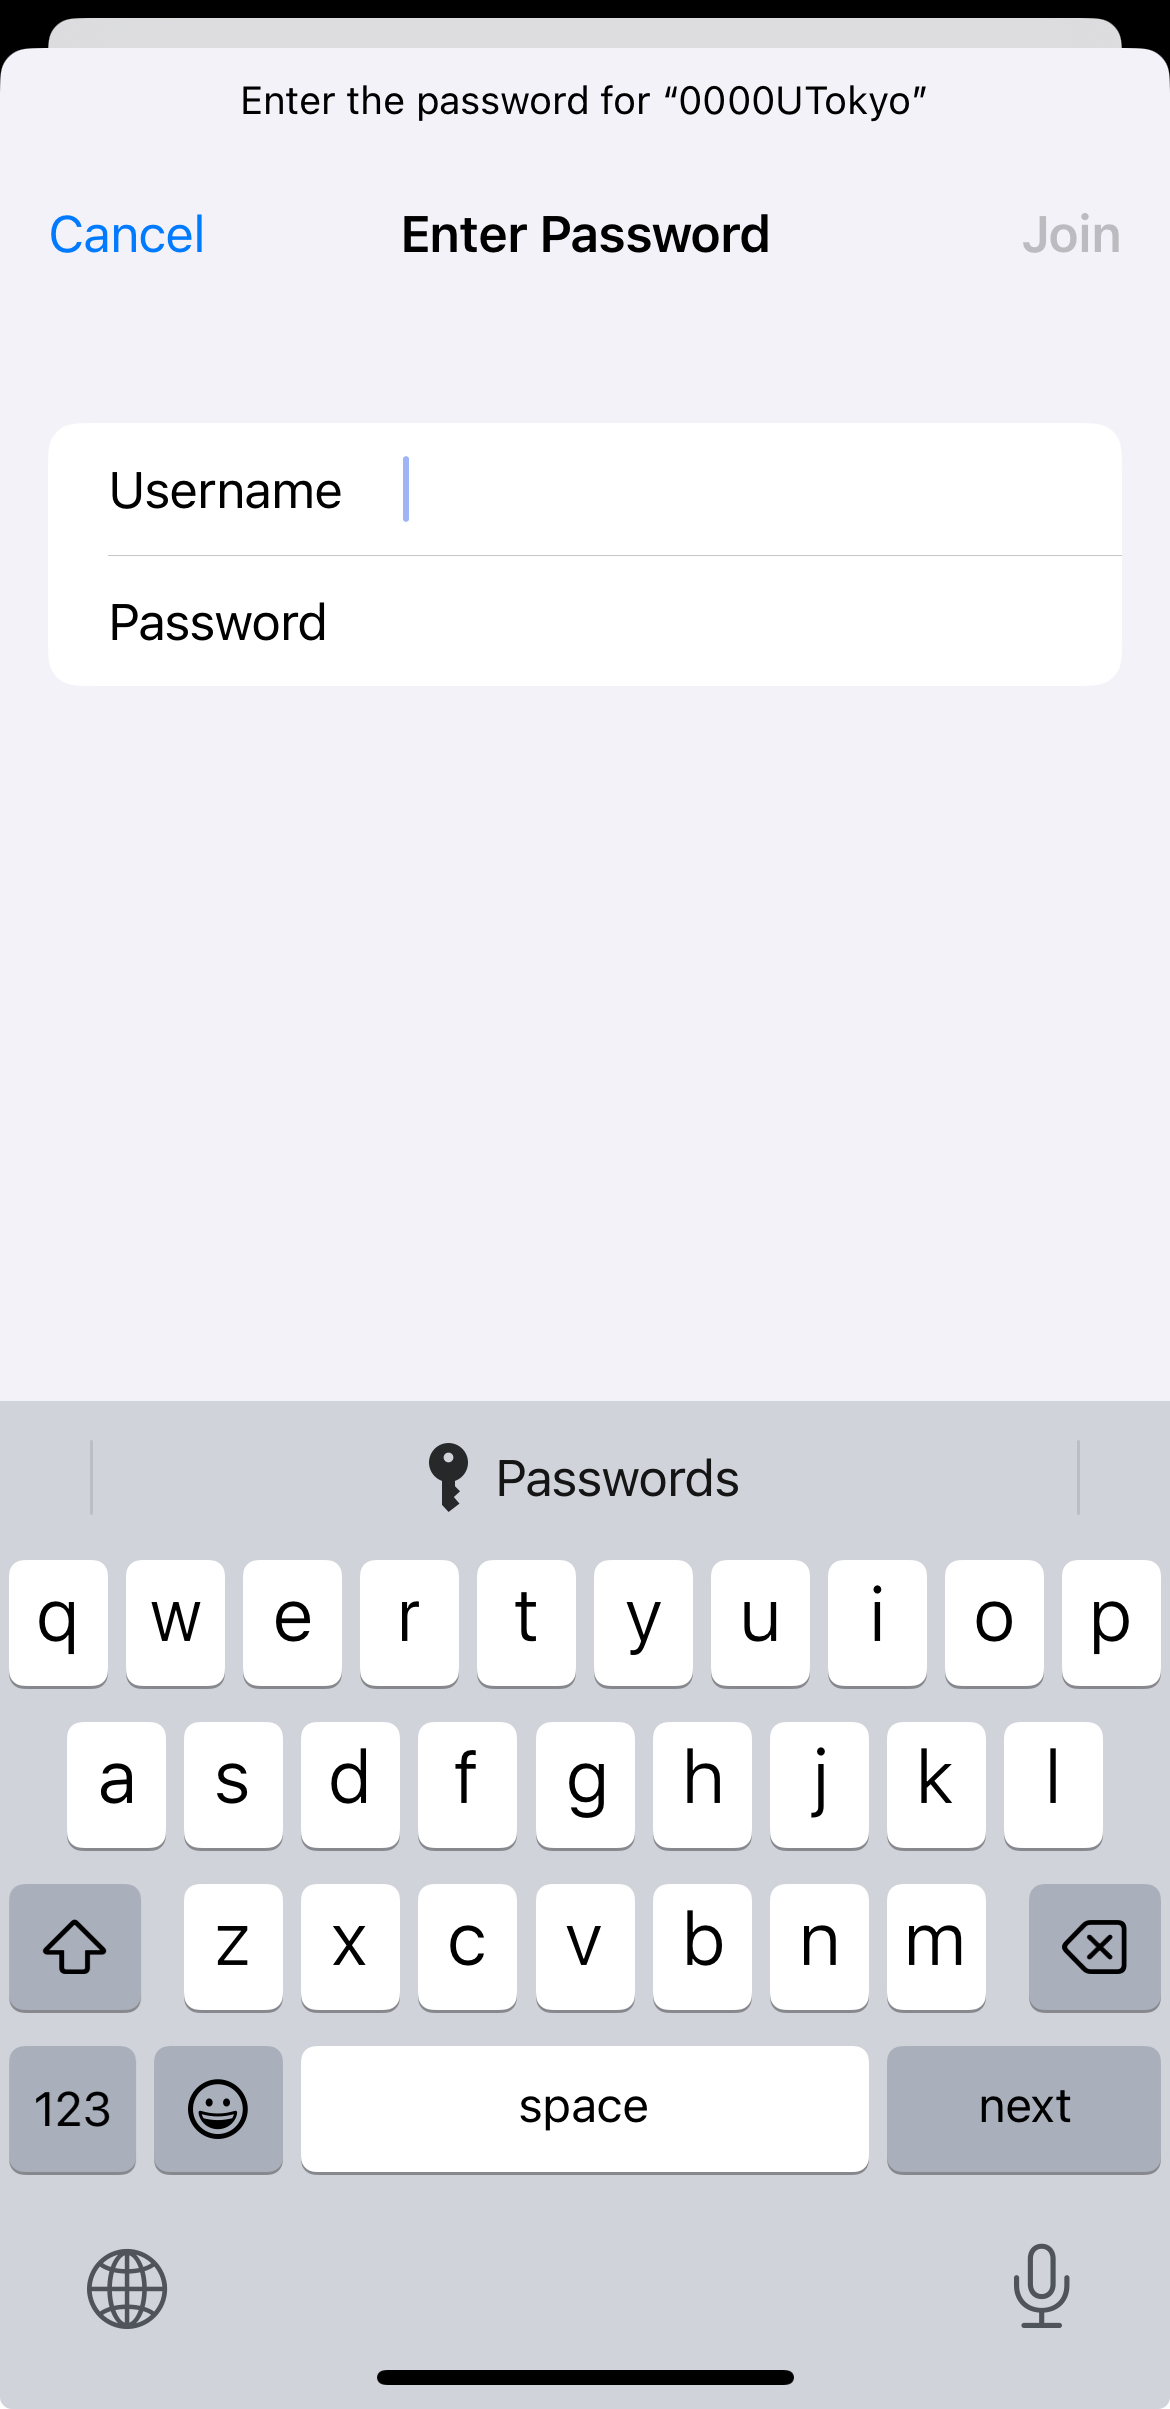 Enter the password for “0000UTokyo”
Cancel Enter Password Join
Username
Password
Passwords
q w e r t y u i o p
a s d f g h j k l
z x c v b n m
123 space next